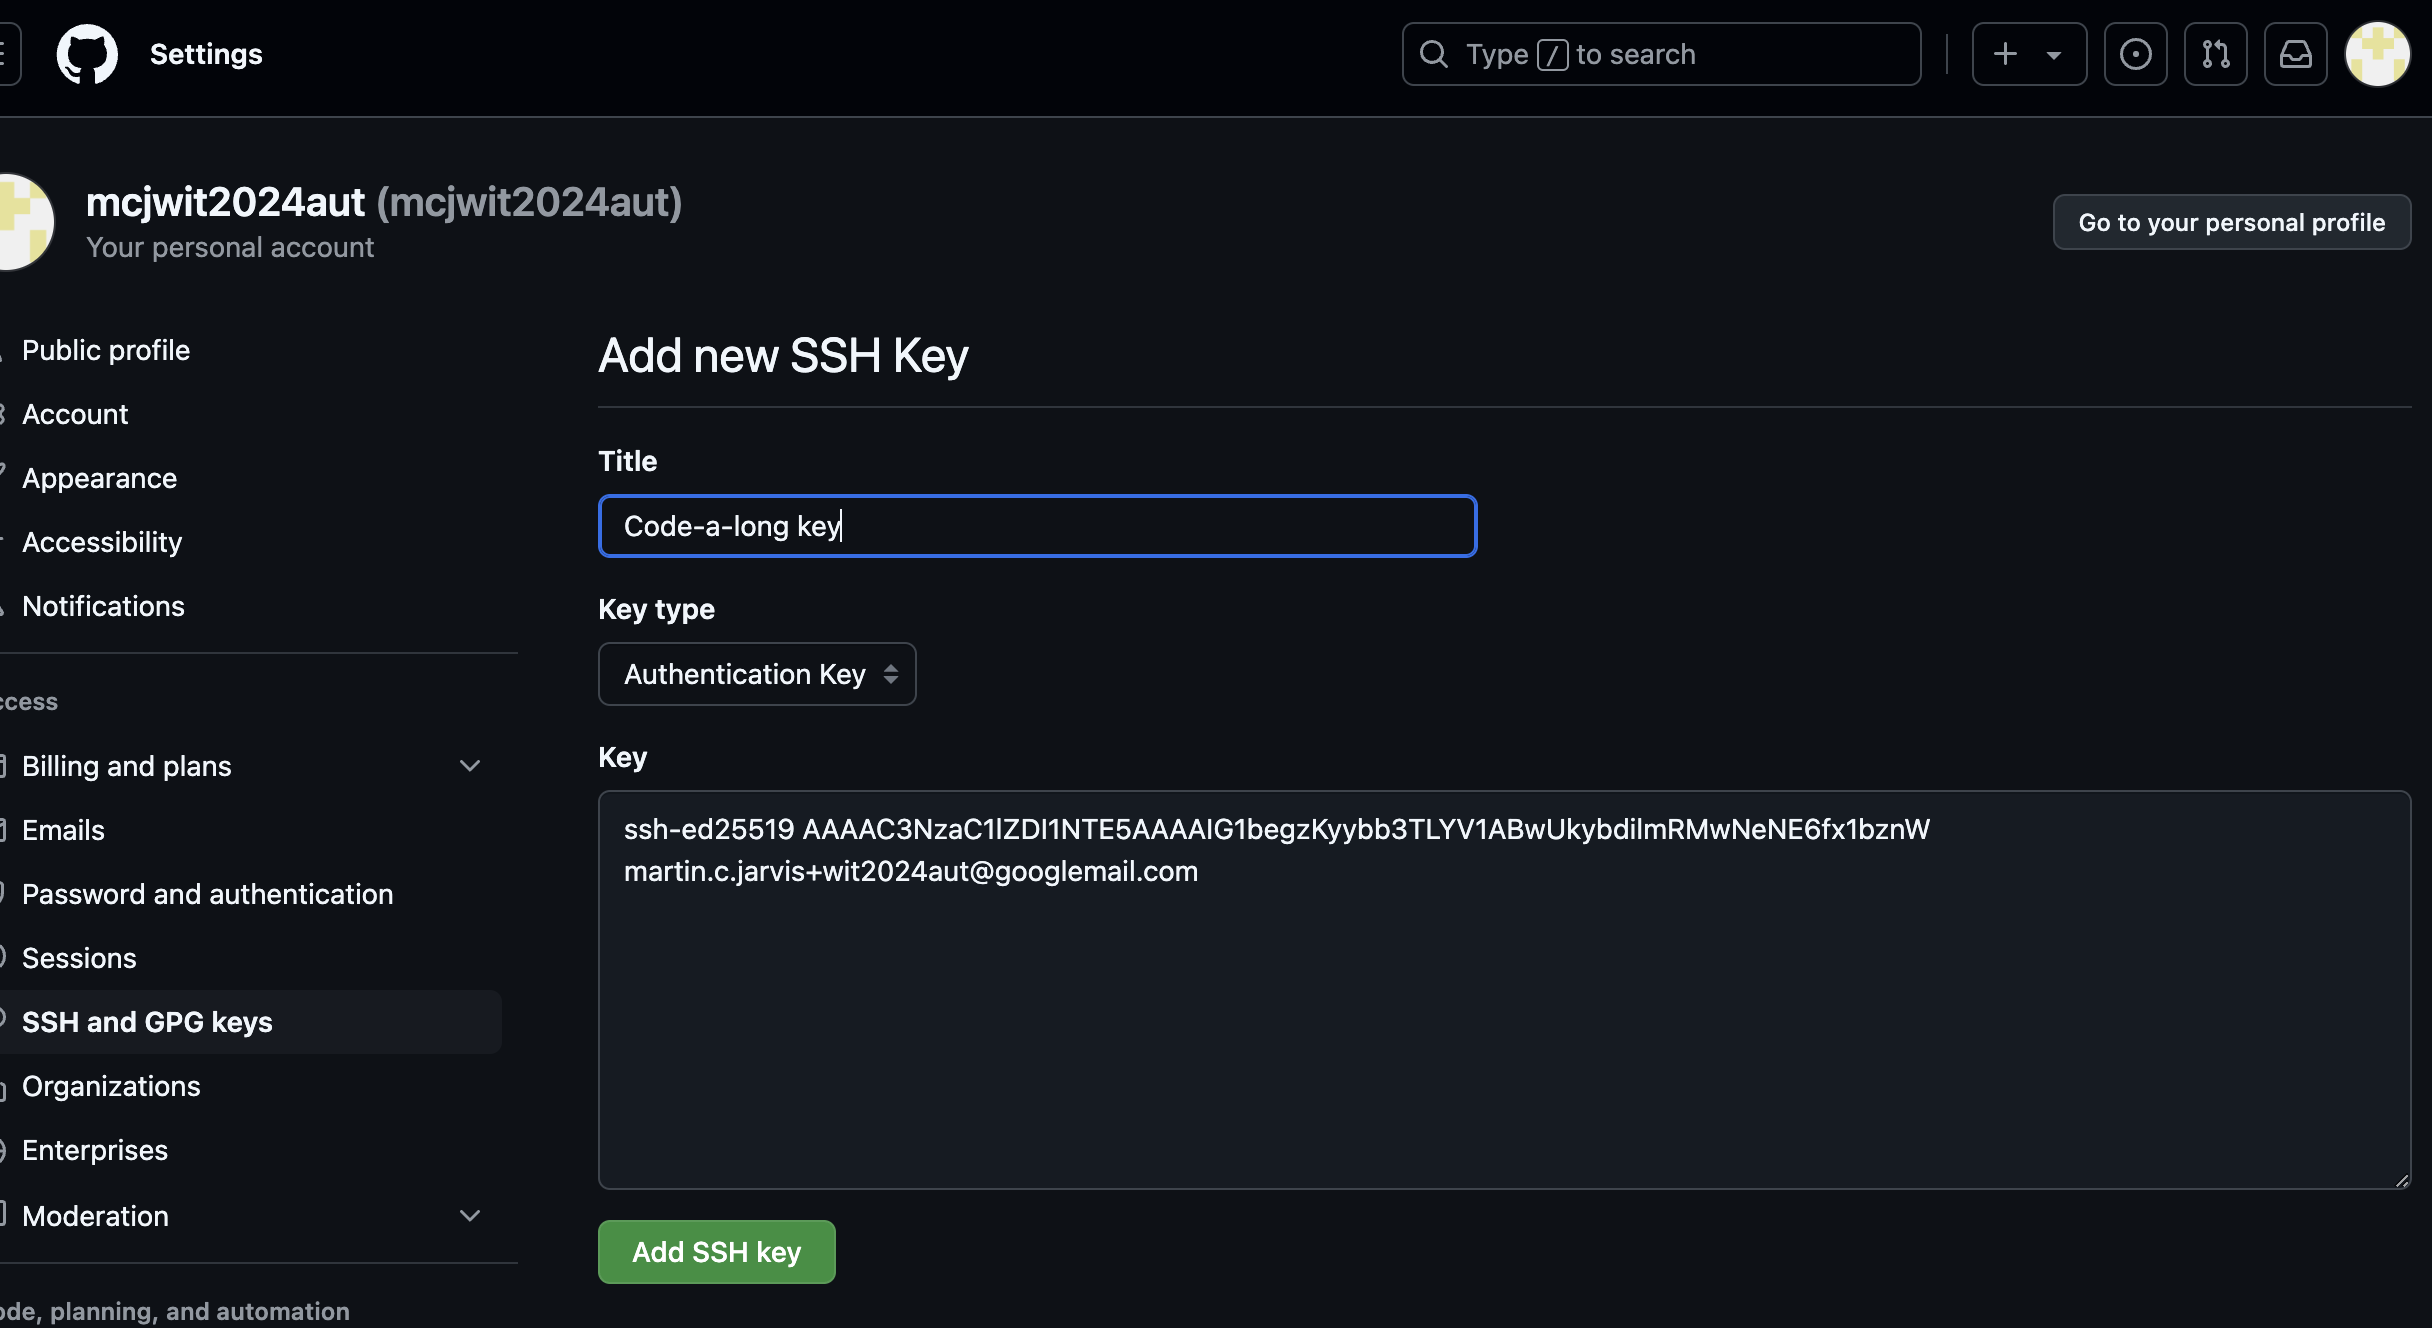 Settings
Type / to search
mcjwit2024aut (mcjwit2024aut)
Your personal account
Go to your personal profile
Public profile
Account
Appearance
Accessibility
Notifications
ccess
Billing and plans
Emails
Password and authentication
Sessions
SSH and GPG keys
Organizations
Enterprises
Moderation
ode, planning, and automation
Add new SSH Key
Title
Code-a-long key
Key type
Authentication Key
Key
ssh-ed25519 AAAAC3NzaC1lZDI1NTE5AAAAIG1begzKyybb3TLYV1ABwUkybdilmRMwNeNE6fx1bznW
martin.c.jarvis+wit2024aut@googlemail.com
Add SSH key